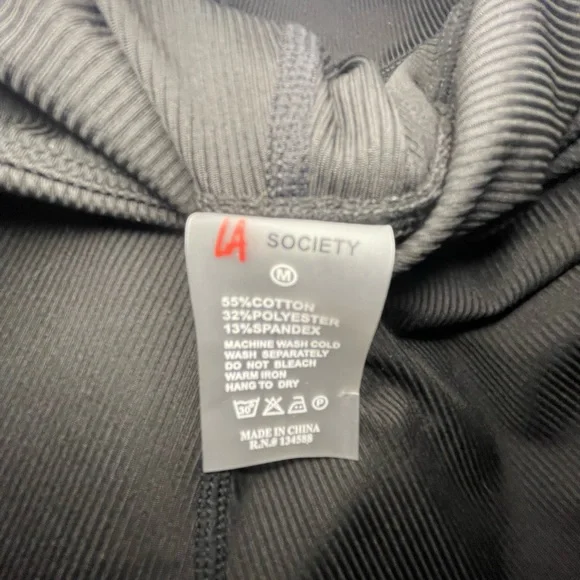 LA SOCIETY
M
55%COTTON
32%POLYESTER
13%SPANDEX
MACHINE WASH COLD
WASH SEPARATELY
DO NOT BLEACH
WARM IRON
HANG TO DRY
30° P
MADE IN CHINA
R.N.# 134588